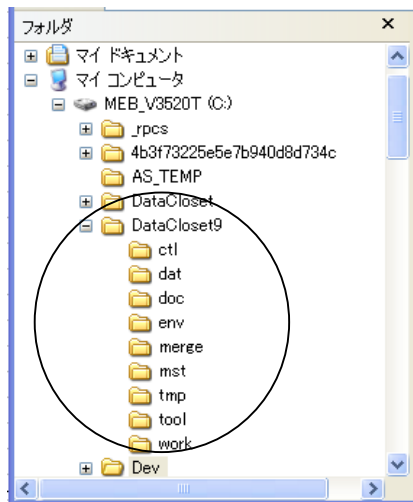 フォルダ
マイ ドキュメント
マイ コンピュータ
MEB_V3520T (C:)
_rpcs
4b3f73225e5e7b940d8d734c
AS_TEMP
DataCloset
DataCloset9
ctl
dat
doc
env
merge
mst
tmp
tool
work
Dev